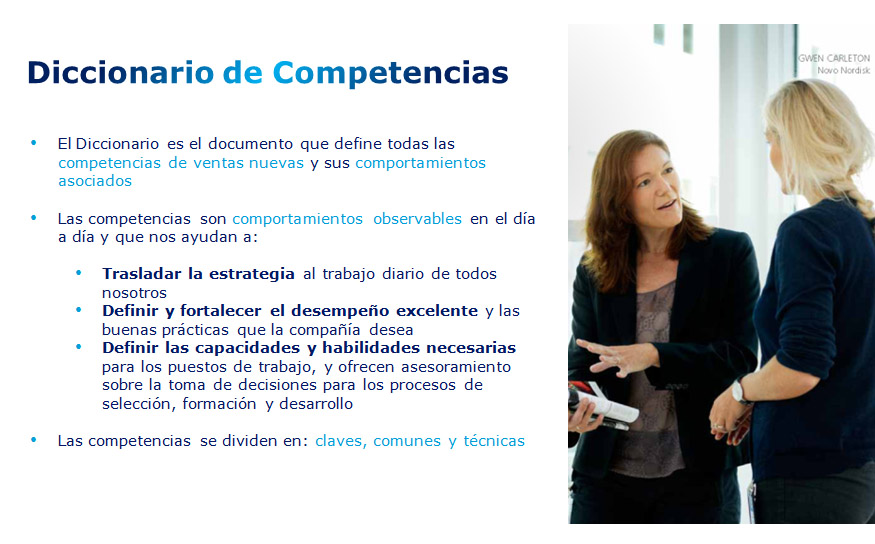 Diccionario de Competencias
GWEN CARLETON
Novo Nordisk
• El Diccionario es el documento que define todas las
competencias de ventas nuevas y sus comportamientos
asociados
• Las competencias son comportamientos observables en el día
a día y que nos ayudan a:
• Trasladar la estrategia al trabajo diario de todos
nosotros
• Definir y fortalecer el desempeño excelente y las
buenas prácticas que la compañía desea
• Definir las capacidades y habilidades necesarias
para los puestos de trabajo, y ofrecen asesoramiento
sobre la toma de decisiones para los procesos de
selección, formación y desarrollo
• Las competencias se dividen en: claves, comunes y técnicas